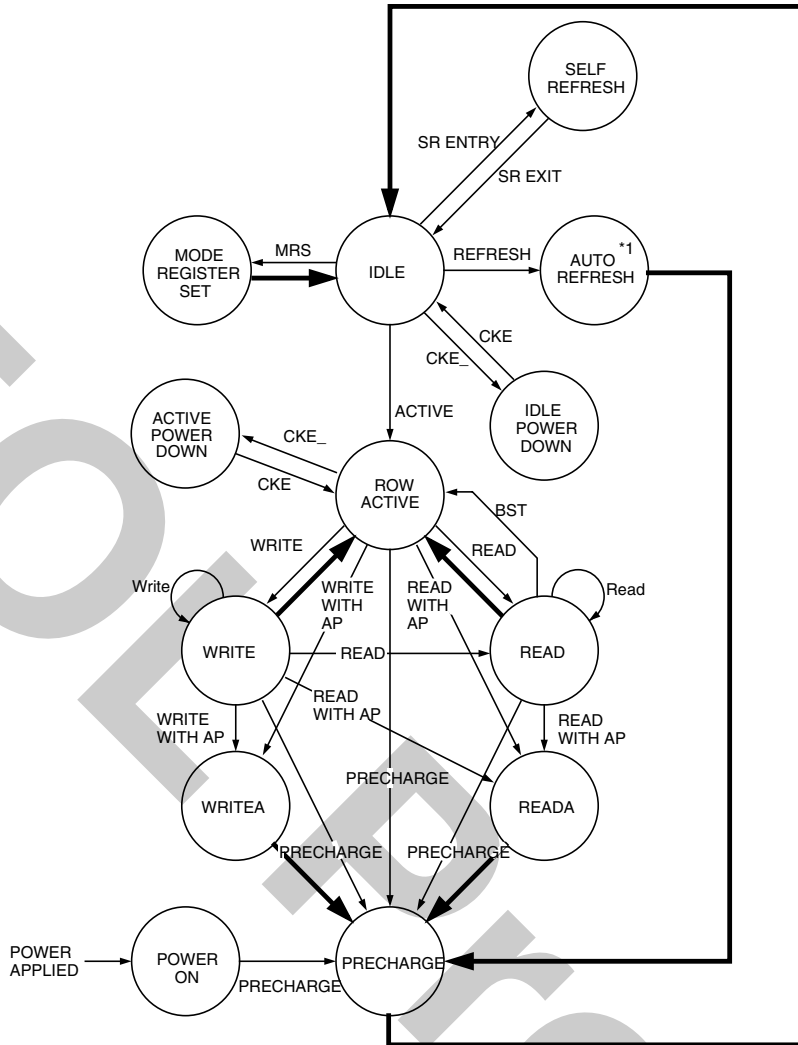 SELF
REFRESH
SR ENTRY
SR EXIT
MODE
REGISTER
SET
MRS
IDLE
REFRESH
*1
AUTO
REFRESH
CKE
CKE_
ACTIVE
IDLE
POWER
DOWN
ACTIVE
POWER
DOWN
CKE_
CKE
ROW
ACTIVE
BST
WRITE
READ
Write
WRITE
WITH
AP
READ
WITH
AP
Read
WRITE
READ
READ
READ
WITH AP
WRITE
WITH AP
READ
WITH AP
PRECHARGE
WRITEA
READA
PRECHARGE
PRECHARGE
POWER
APPLIED
POWER
ON
PRECHARGE
PRECHARGE